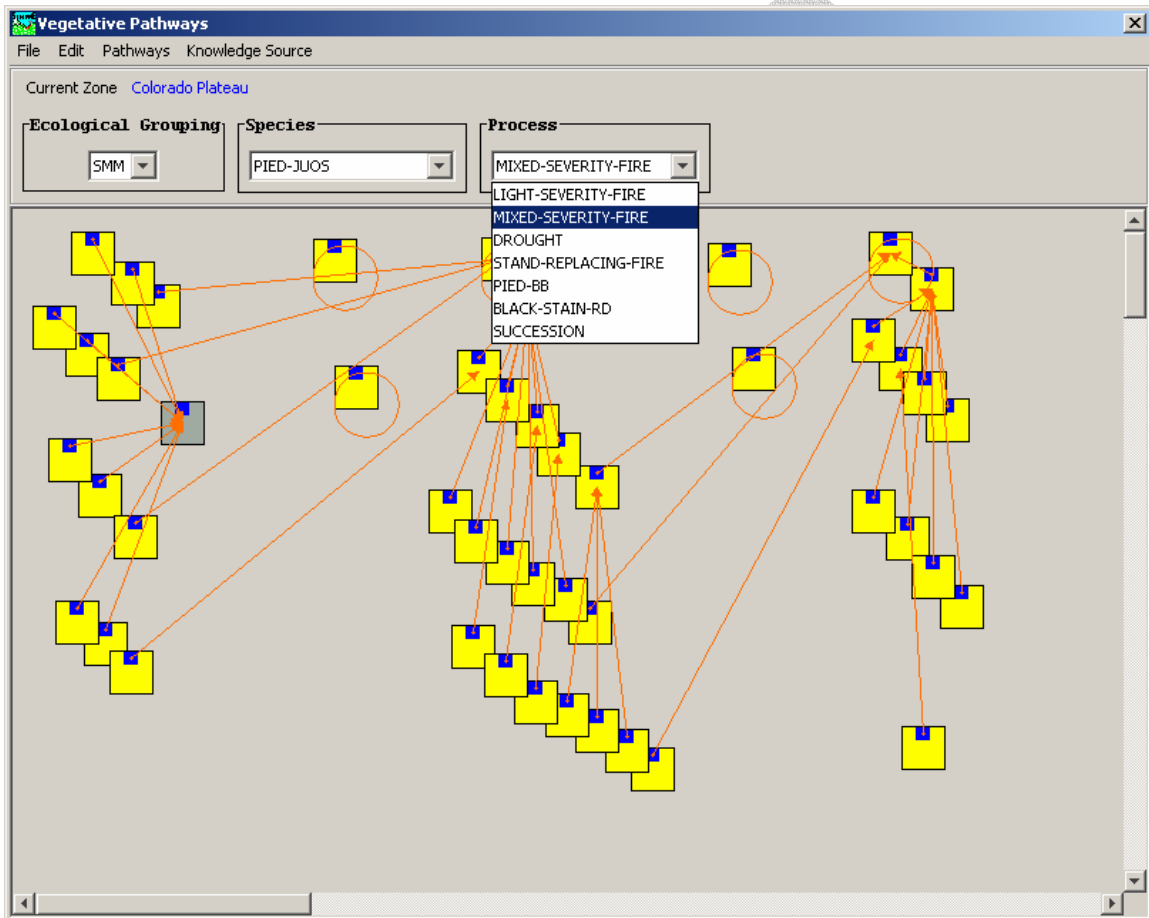 Vegetative Pathways
File Edit Pathways Knowledge Source
Current Zone Colorado Plateau
Ecological Grouping Species Process
SMM PIED-JUOS MIXED-SEVERITY-FIRE
LIGHT-SEVERITY-FIRE
MIXED-SEVERITY-FIRE
DROUGHT
STAND-REPLACING-FIRE
PIED-BB
BLACK-STAIN-RD
SUCCESSION